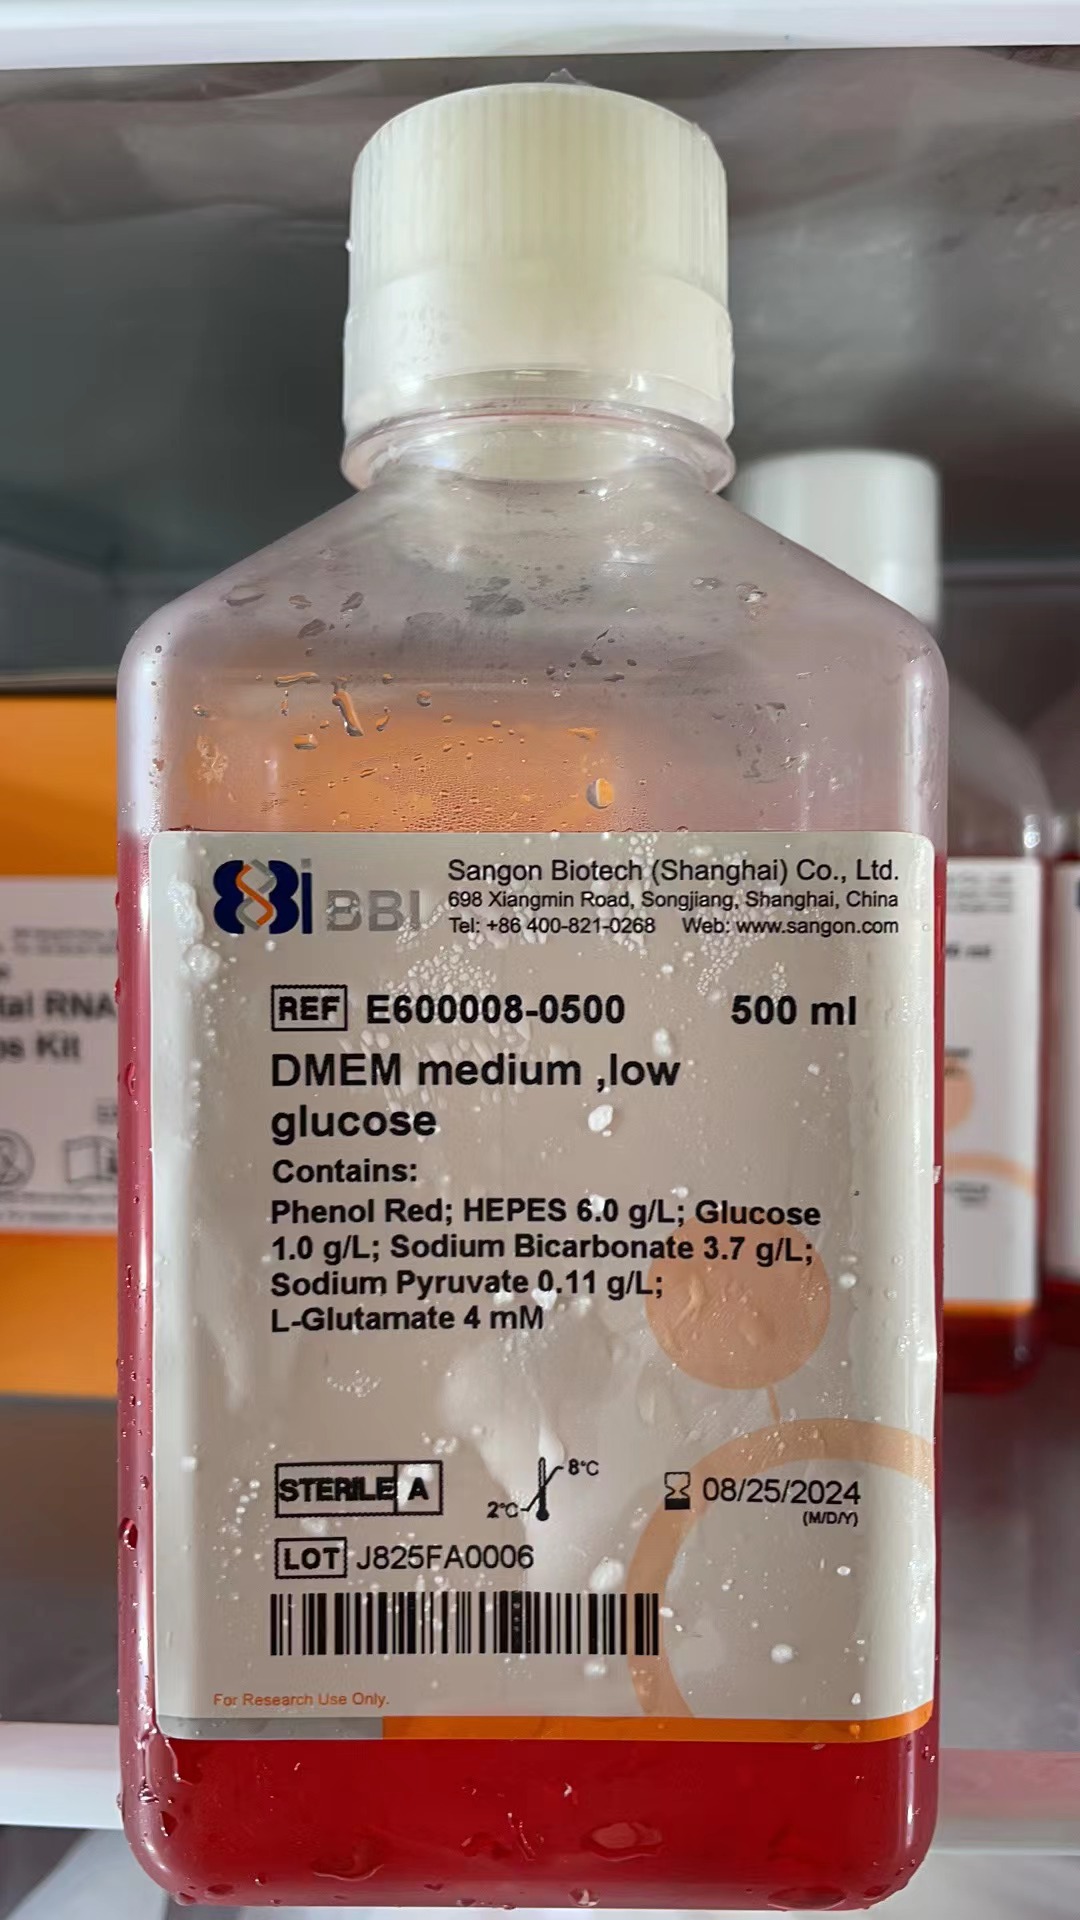 BBI
Sangon Biotech (Shanghai) Co., Ltd.
698 Xiangmin Road, Songjiang, Shanghai, China
Tel: +86 400-821-0268 Web: www.sangon.com
REF E600008-0500 500 ml
DMEM medium ,low
glucose
Contains:
Phenol Red; HEPES 6.0 g/L; Glucose
1.0 g/L; Sodium Bicarbonate 3.7 g/L;
Sodium Pyruvate 0.11 g/L;
L-Glutamate 4 mM
STERILE A
8°C
2°C
08/25/2024
(M/D/Y)
LOT J825FA0006
For Research Use Only.
RNA
Kit